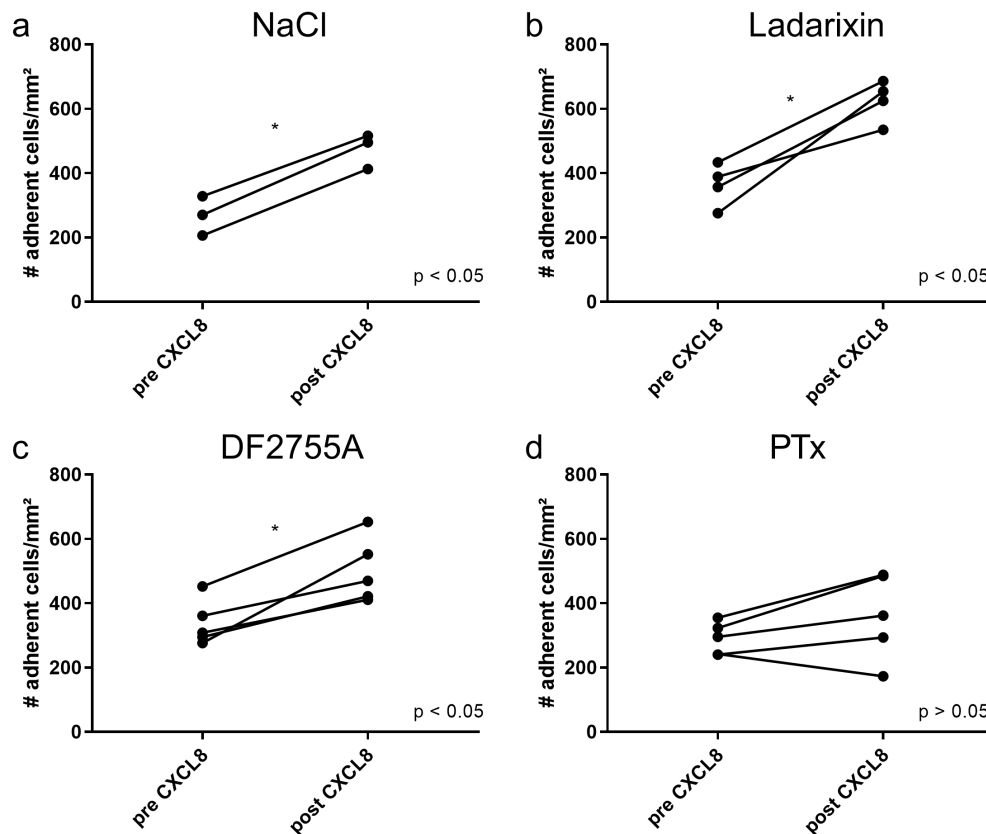 a
NaCl
# adherent cells/mm²
800
600
400
200
0
*
p < 0.05
pre CXCL8
post CXCL8
b
Ladarixin
# adherent cells/mm²
800
600
400
200
0
*
p < 0.05
pre CXCL8
post CXCL8
c
DF2755A
# adherent cells/mm²
800
600
400
200
0
*
p < 0.05
pre CXCL8
post CXCL8
d
PTx
# adherent cells/mm²
800
600
400
200
0
p > 0.05
pre CXCL8
post CXCL8